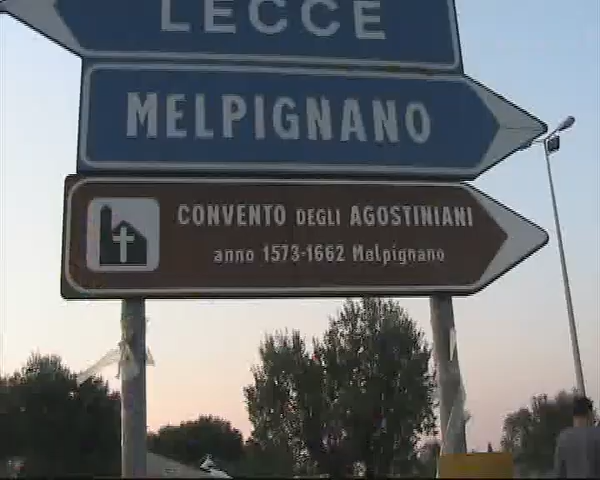 LECCE
MELPIGNANO
CONVENTO DEGLI AGOSTINIANI
anno 1573-1662 Melpignano